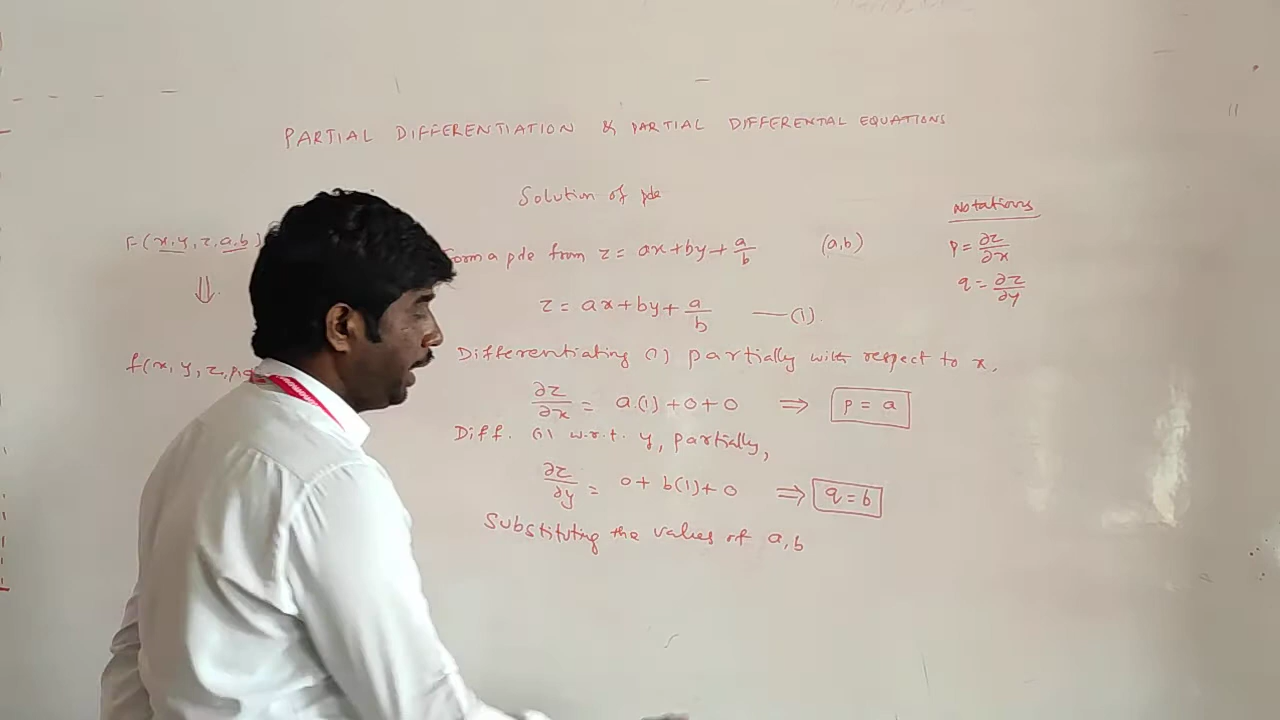 PARTIAL DIFFERENTIATION & PARTIAL DIFFERENTAL EQUATIONS
Solution of pde
Notations
F(x,y,z,a,b)
⇓
f(x, y, z, p,
Form a pde from z = ax+by+a/b (a,b)
p = ∂z/∂x
q = ∂z/∂y
z = ax+by+a/b —(1).
Differentiating (1) partially with respect to x,
∂z/∂x = a.(1)+0+0 ⇒ p = a
Diff. (1) w.r.t. y, partially,
∂z/∂y = 0+b(1)+0 ⇒ q = b
Substituting the values of a,b